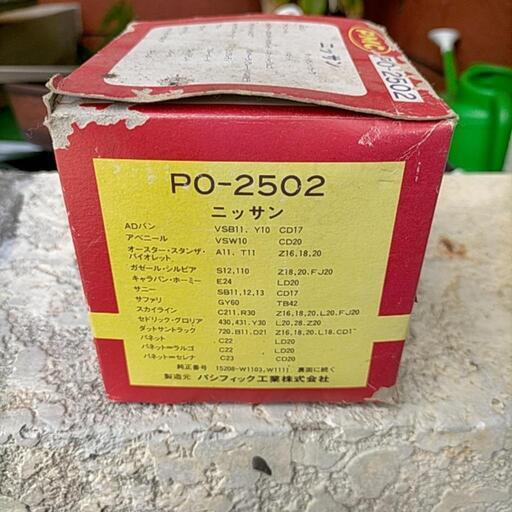 PMC
PO-2502
PO-2502
ニッサン
ADバン VSB11. Y10 CD17
アベニール VSW10 CD20
オースター・スタンザ・バイオレット A11. T11 Z16,18,20
ガゼール・シルビア S12,110 Z18,20.FJ20
キャラバン・ホーミー E24 LD20
サニー SB11,12,13 CD17
サファリ GY60 TB42
スカイライン C211.R30 Z16,18,20,L20.FJ20
セドリック・グロリア 430,431.Y30 L20,28.Z20
ダットサントラック 720.B11.D21 Z16,18,20.L18.CD1
バネット C22 LD20
バネットーラルゴ C22 LD20
バネットーセレナ C23 CD20
純正番号 15208-W1103,W111 裏面に続く
製造元 パシフィック工業株式会社